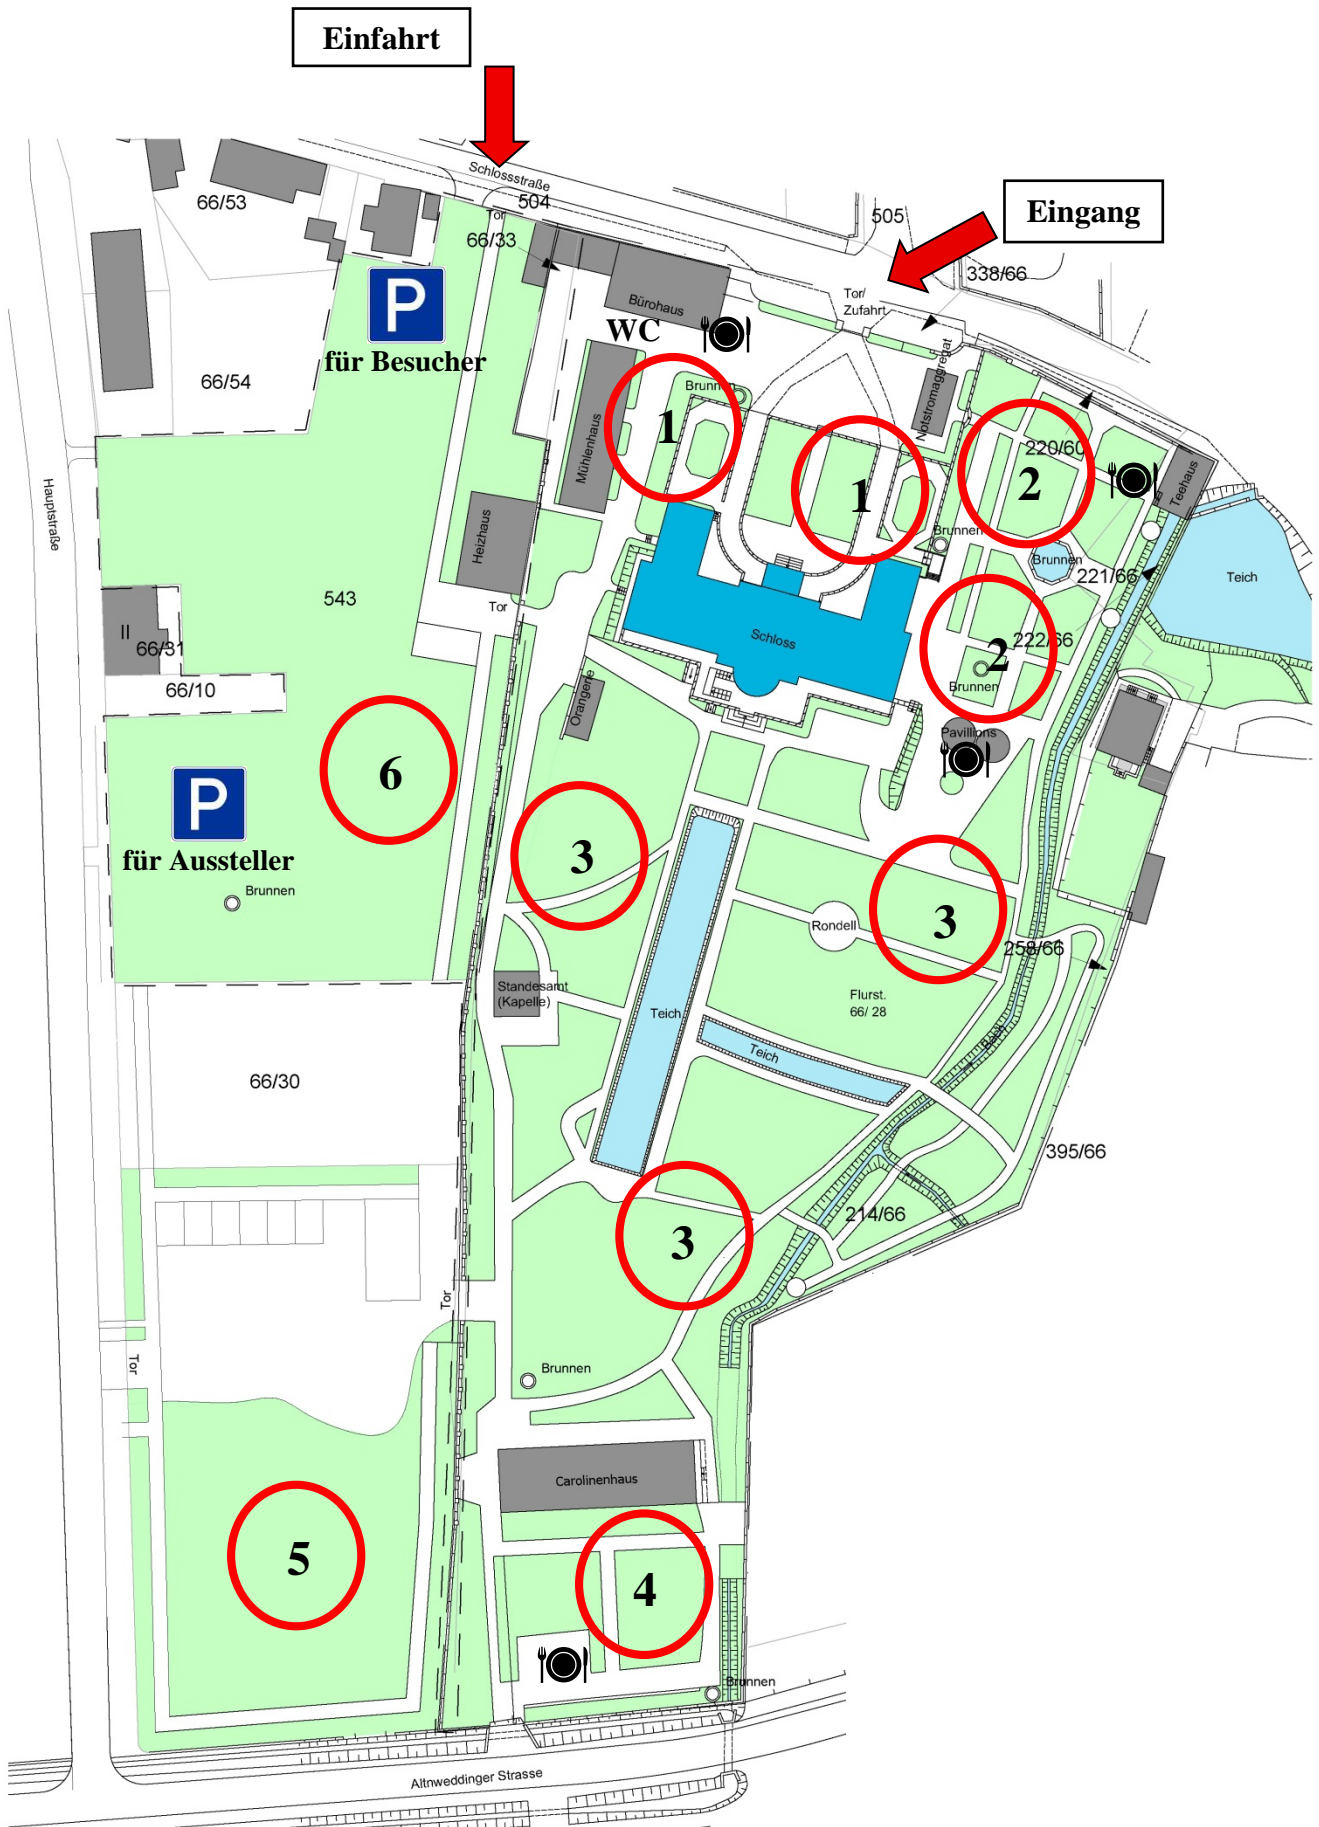 Einfahrt
Schlossstraße
504
505
Eingang
66/53
Tor
66/33
338/66
Tor/
Zufahrt
P
für Besucher
Bürohaus
WC
66/54
Brunnen
Notstromaggregat
1
1
Mühlenhaus
220/60
2
Teehaus
Hauptstraße
Heizhaus
Brunnen
Brunnen
221/66
Teich
543
Tor
II
66/31
Schloss
222/66
2
Brunnen
66/10
Orangerie
Pavillions
6
P
für Aussteller
Brunnen
3
3
Rondell
258/66
Standesamt
(Kapelle)
Flurst.
66/ 28
Teich
Teich
Bach
66/30
395/66
214/66
3
Tor
Tor
Brunnen
Carolinenhaus
5
4
Brunnen
Altnweddinger Strasse